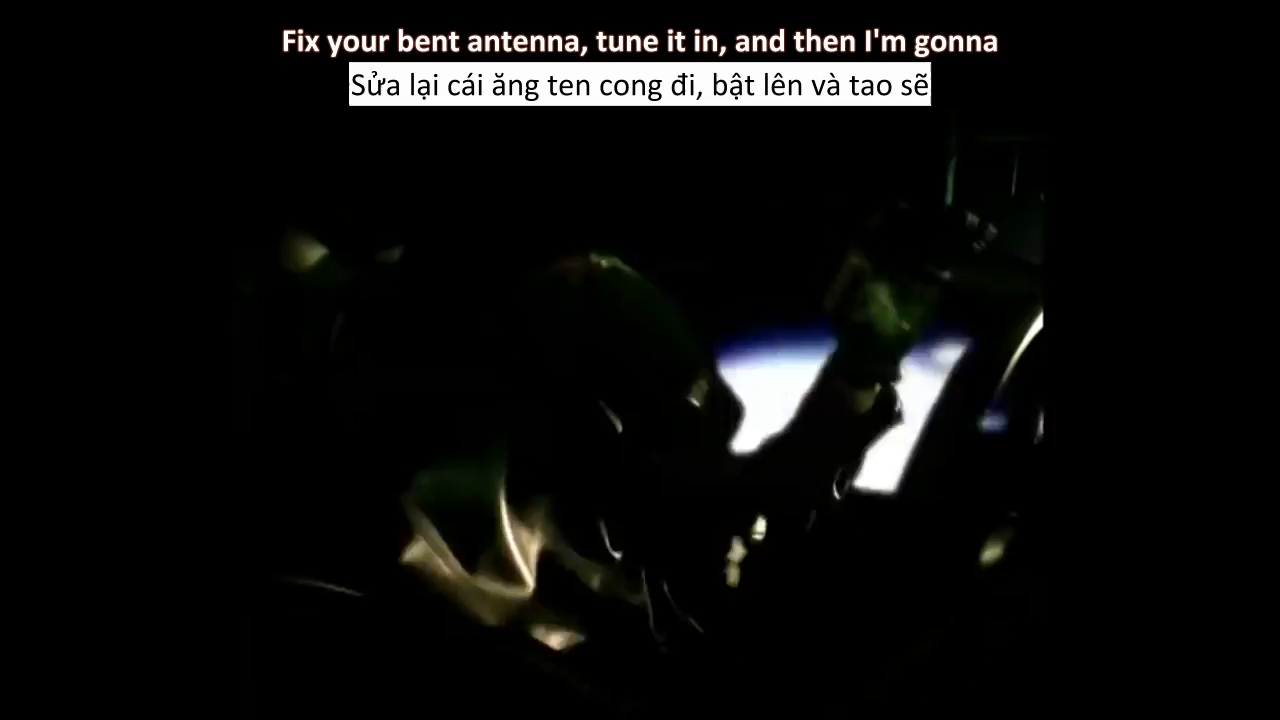 Fix your bent antenna, tune it in, and then I'm gonna
Sửa lại cái ăng ten cong đi, bật lên và tao sẽ